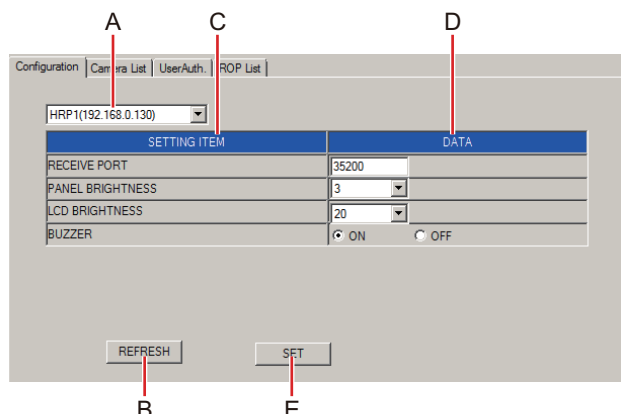 A C D
Configuration Camera List UserAuth. ROP List
HRP1(192.168.0.130)
SETTING ITEM DATA
RECEIVE PORT 35200
PANEL BRIGHTNESS 3
LCD BRIGHTNESS 20
BUZZER ON OFF
REFRESH SET
B E